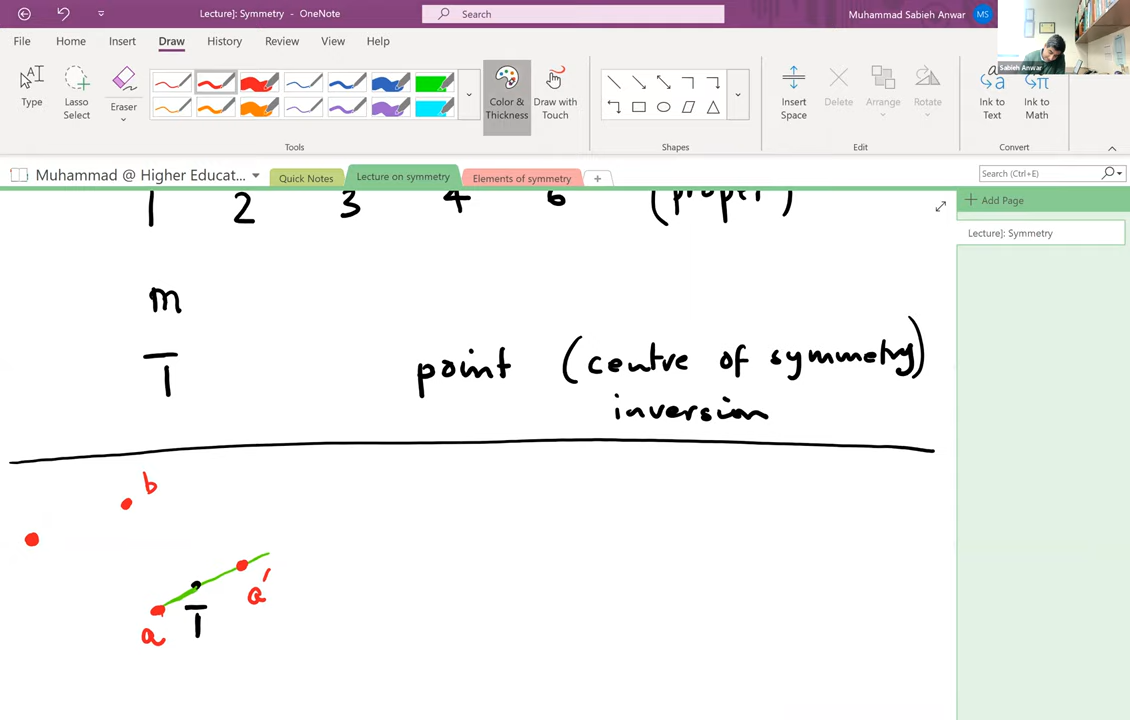 Lecture]: Symmetry - OneNote
Search
Muhammad Sabieh Anwar
MS
File Home Insert Draw History Review View Help
Sabieh Anwar
Type
Lasso Select
Eraser
Color & Thickness
Draw with Touch
Insert Space
Delete
Arrange
Rotate
Ink to Text
Ink to Math
Tools
Shapes
Edit
Convert
Muhammad @ Higher Educat...
Quick Notes
Lecture on symmetry
Elements of symmetry
Search (Ctrl+E)
Add Page
Lecture]: Symmetry
1 2 3 4 6 (proper)
m
1̅ point (centre of symmetry)
inversion
b
a'
1̅
a